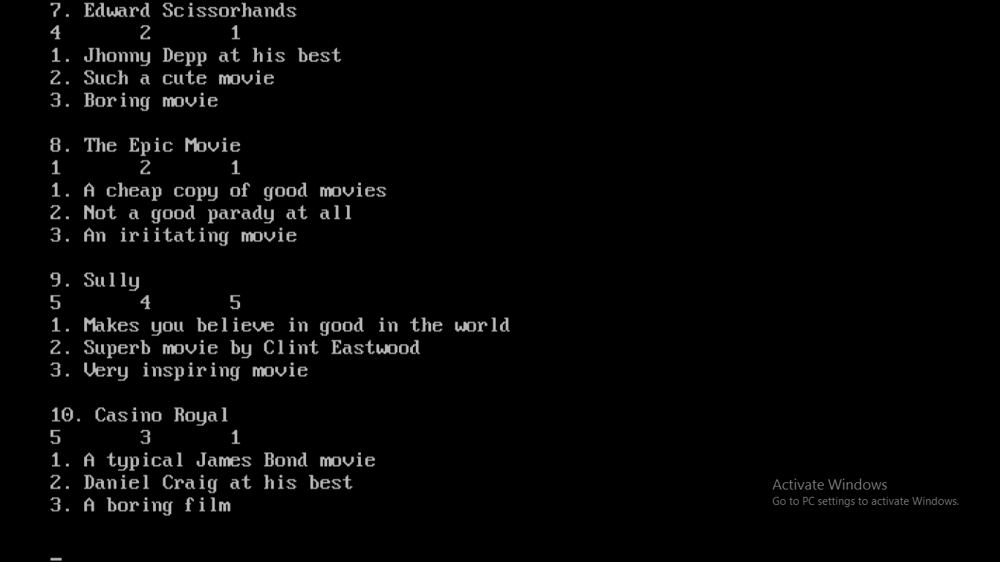 7. Edward Scissorhands
4 2 1
1. Jhonny Depp at his best
2. Such a cute movie
3. Boring movie
8. The Epic Movie
1 2 1
1. A cheap copy of good movies
2. Not a good parady at all
3. An iriitating movie
9. Sully
5 4 5
1. Makes you believe in good in the world
2. Superb movie by Clint Eastwood
3. Very inspiring movie
10. Casino Royal
5 3 1
1. A typical James Bond movie
2. Daniel Craig at his best
3. A boring film
Activate Windows
Go to PC settings to activate Windows.